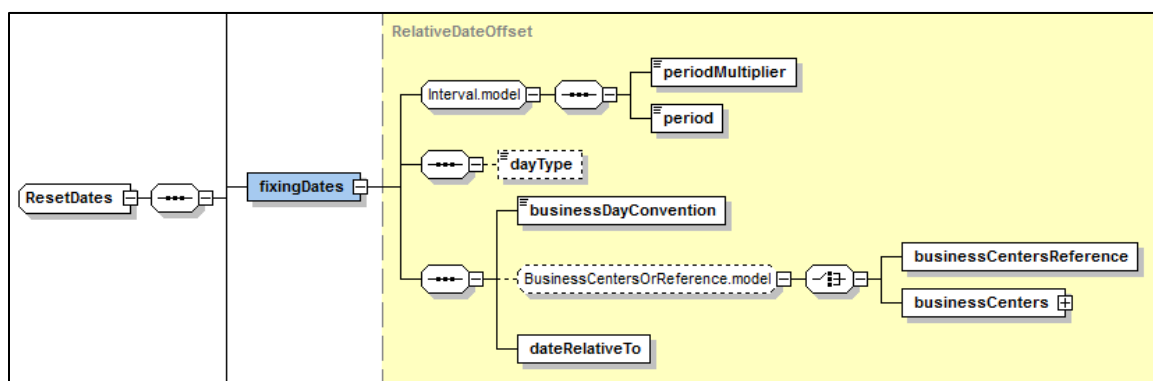 RelativeDateOffset
Interval.model
periodMultiplier
period
dayType
ResetDates
fixingDates
businessDayConvention
BusinessCentersOrReference.model
businessCentersReference
businessCenters
dateRelativeTo